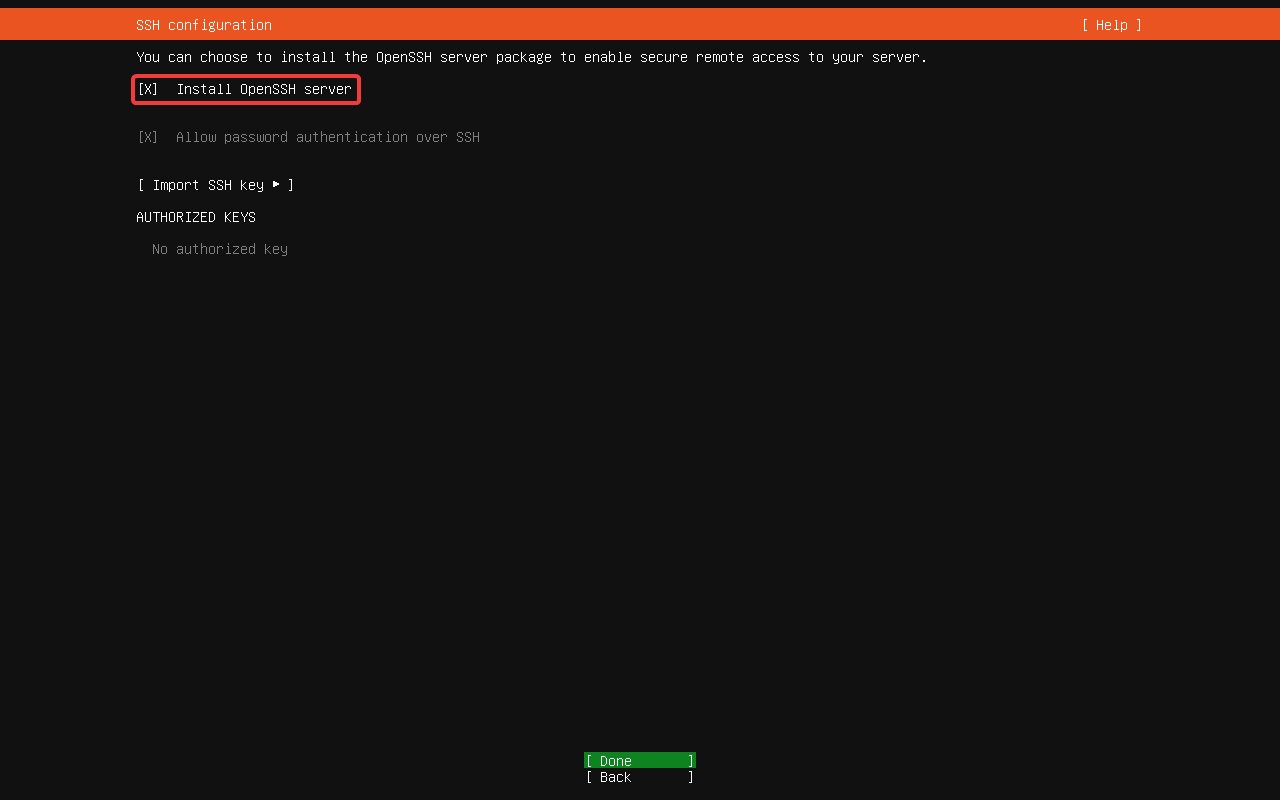 SSH configuration [ Help ]
You can choose to install the OpenSSH server package to enable secure remote access to your server.
[X] Install OpenSSH server
[X] Allow password authentication over SSH
[ Import SSH key ▸ ]
AUTHORIZED KEYS
No authorized key
[ Done ]
[ Back ]